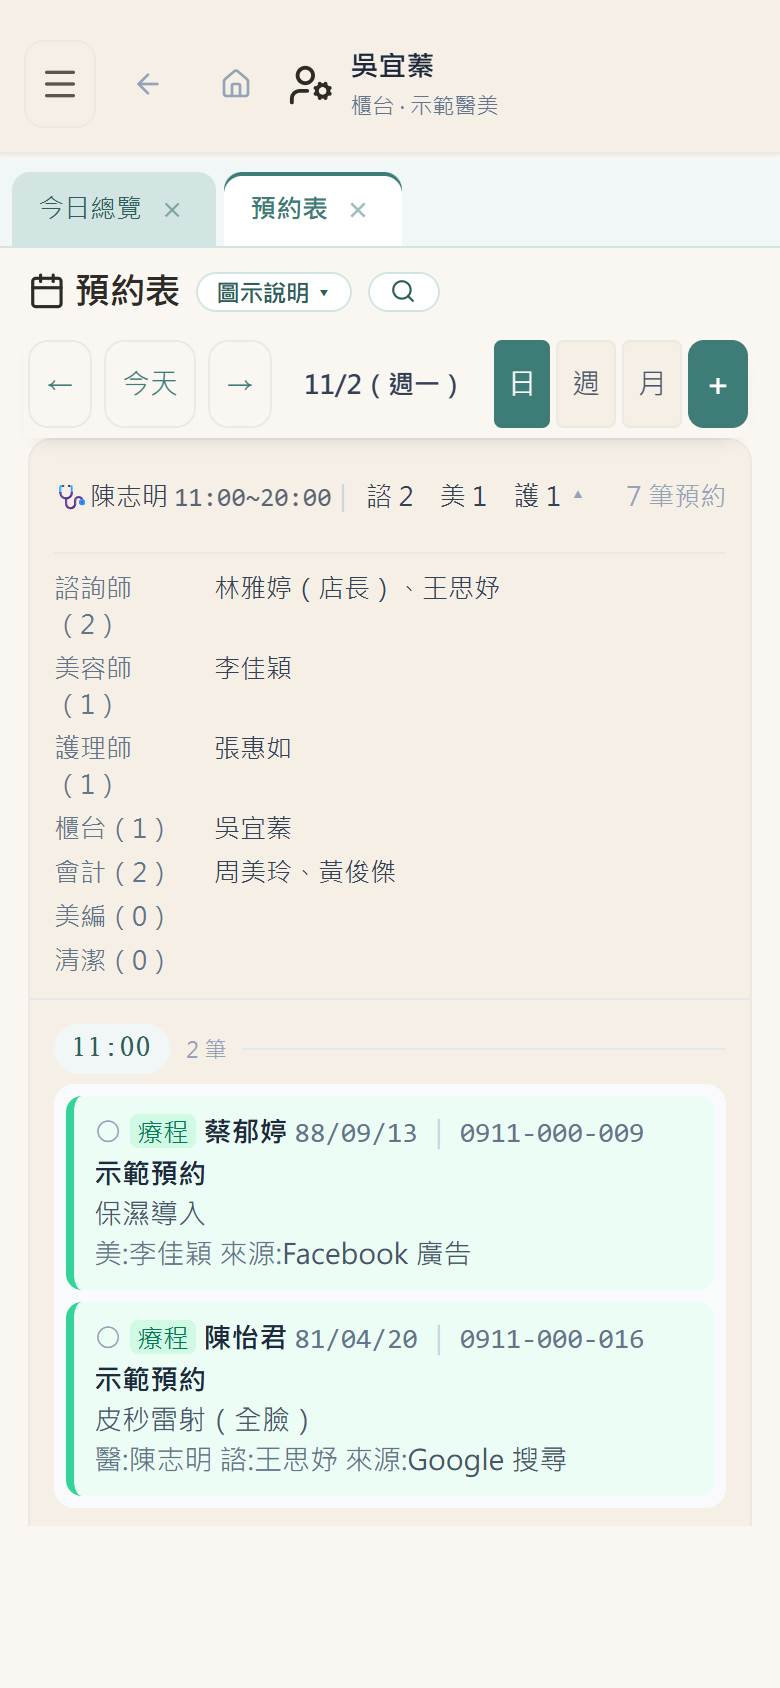 吳宜蓁
櫃台 · 示範醫美
今日總覽 ×
預約表 ×
預約表 圖示說明 ▾
← 今天 → 11/2（週一） 日 週 月 +
陳志明 11:00~20:00 | 諮 2 美 1 護 1 ▲ 7 筆預約
諮詢師（2） 林雅婷（店長）、王思妤
美容師（1） 李佳穎
護理師（1） 張惠如
櫃台（1） 吳宜蓁
會計（2） 周美玲、黃俊傑
美編（0）
清潔（0）
11:00 2 筆
○ 療程 蔡郁婷 88/09/13 | 0911-000-009
示範預約
保濕導入
美:李佳穎 來源:Facebook 廣告
○ 療程 陳怡君 81/04/20 | 0911-000-016
示範預約
皮秒雷射（全臉）
醫:陳志明 諮:王思妤 來源:Google 搜尋